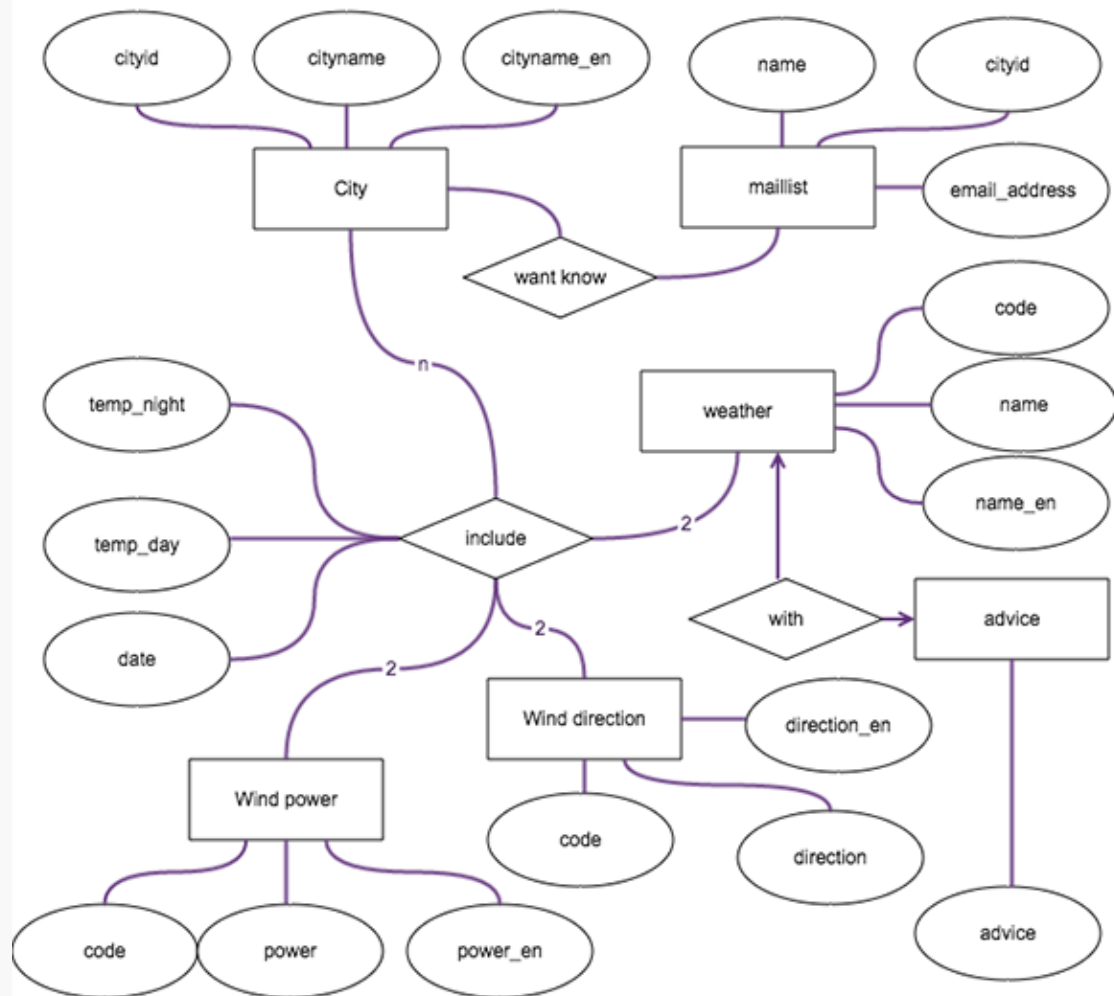 cityid
cityname
cityname_en
name
cityid
City
maillist
email_address
want know
code
n
temp_night
weather
name
name_en
2
include
temp_day
with
advice
2
date
2
Wind direction
direction_en
Wind power
code
direction
code
power
power_en
advice